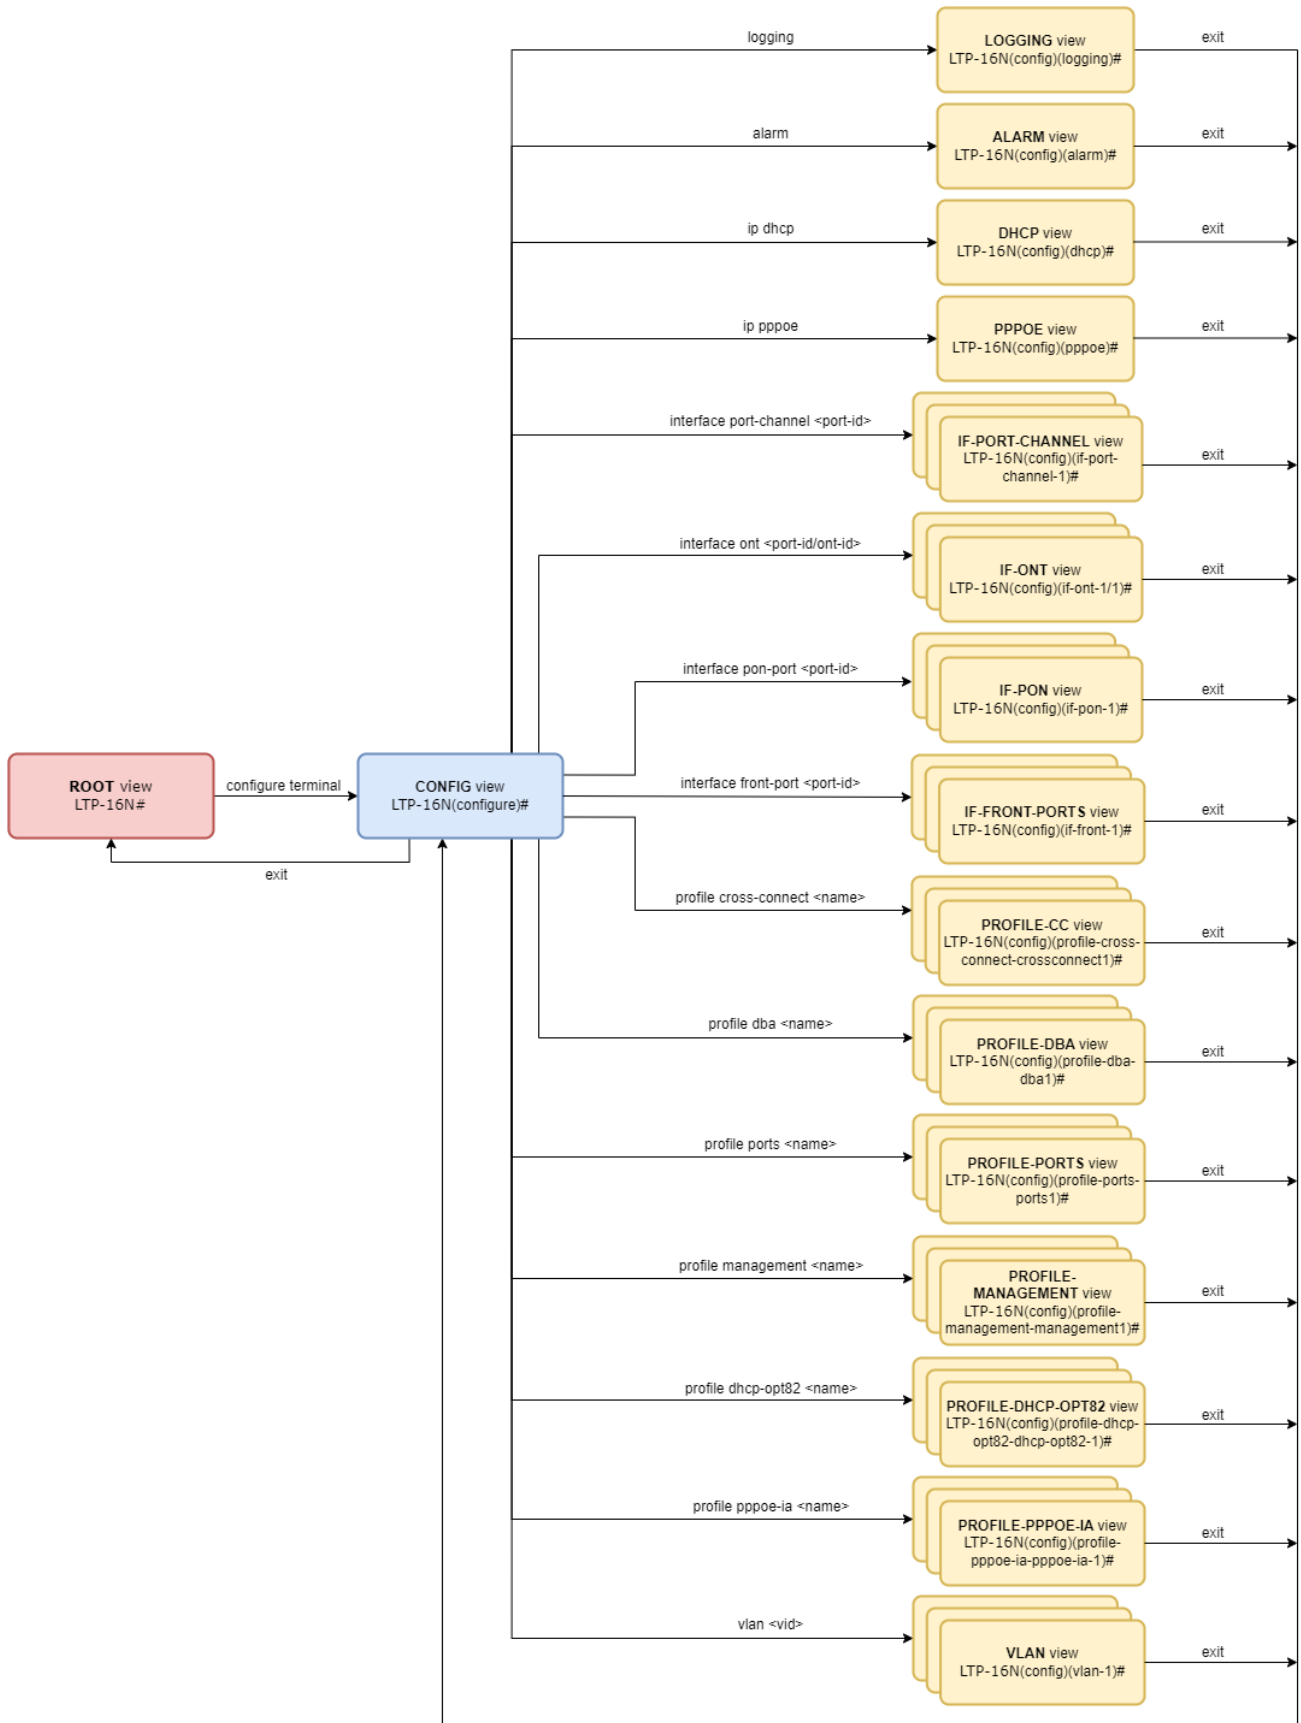 logging
LOGGING view
LTP-16N(config)(logging)#
exit
alarm
ALARM view
LTP-16N(config)(alarm)#
exit
ip dhcp
DHCP view
LTP-16N(config)(dhcp)#
exit
ip pppoe
PPPOE view
LTP-16N(config)(pppoe)#
exit
interface port-channel <port-id>
IF-PORT-CHANNEL view
LTP-16N(config)(if-port-
channel-1)#
exit
interface ont <port-id/ont-id>
IF-ONT view
LTP-16N(config)(if-ont-1/1)#
exit
interface pon-port <port-id>
IF-PON view
LTP-16N(config)(if-pon-1)#
exit
ROOT view
LTP-16N#
configure terminal
exit
CONFIG view
LTP-16N(configure)#
interface front-port <port-id>
IF-FRONT-PORTS view
LTP-16N(config)(if-front-1)#
exit
profile cross-connect <name>
PROFILE-CC view
LTP-16N(config)(profile-cross-
connect-crossconnect1)#
exit
profile dba <name>
PROFILE-DBA view
LTP-16N(config)(profile-dba-
dba1)#
exit
profile ports <name>
PROFILE-PORTS view
LTP-16N(config)(profile-ports-
ports1)#
exit
profile management <name>
PROFILE-
MANAGEMENT view
LTP-16N(config)(profile-
management-management1)#
exit
profile dhcp-opt82 <name>
PROFILE-DHCP-OPT82 view
LTP-16N(config)(profile-dhcp-
opt82-dhcp-opt82-1)#
exit
profile pppoe-ia <name>
PROFILE-PPPOE-IA view
LTP-16N(config)(profile-
pppoe-ia-pppoe-ia-1)#
exit
vlan <vid>
VLAN view
LTP-16N(config)(vlan-1)#
exit